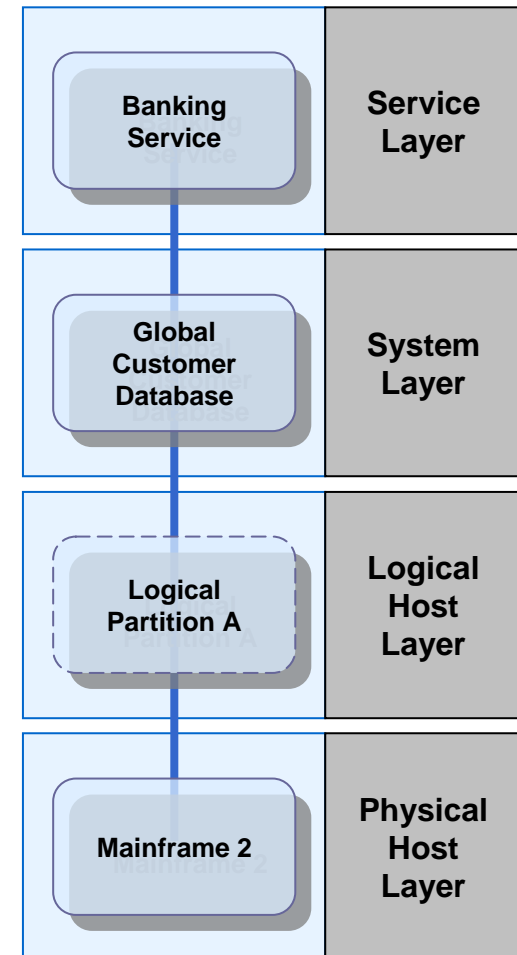 Banking
Service
Service
Layer
Global
Customer
Database
System
Layer
Logical
Partition A
Logical
Host
Layer
Mainframe 2
Physical
Host
Layer